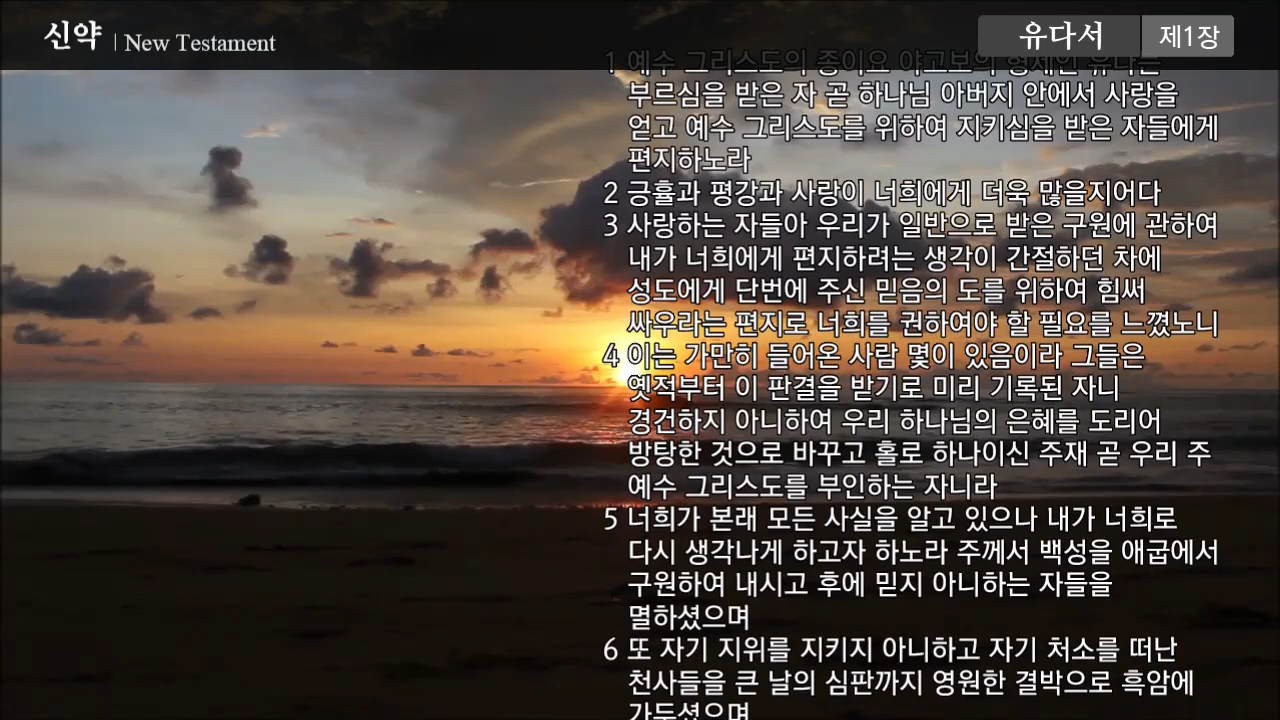 신약 | New Testament
유다서 제1장
1 예수 그리스도의 종이요 야고보의 형제인 유다는
부르심을 받은 자 곧 하나님 아버지 안에서 사랑을
얻고 예수 그리스도를 위하여 지키심을 받은 자들에게
편지하노라
2 긍휼과 평강과 사랑이 너희에게 더욱 많을지어다
3 사랑하는 자들아 우리가 일반으로 받은 구원에 관하여
내가 너희에게 편지하려는 생각이 간절하던 차에
성도에게 단번에 주신 믿음의 도를 위하여 힘써
싸우라는 편지로 너희를 권하여야 할 필요를 느꼈노니
4 이는 가만히 들어온 사람 몇이 있음이라 그들은
옛적부터 이 판결을 받기로 미리 기록된 자니
경건하지 아니하여 우리 하나님의 은혜를 도리어
방탕한 것으로 바꾸고 홀로 하나이신 주재 곧 우리 주
예수 그리스도를 부인하는 자니라
5 너희가 본래 모든 사실을 알고 있으나 내가 너희로
다시 생각나게 하고자 하노라 주께서 백성을 애굽에서
구원하여 내시고 후에 믿지 아니하는 자들을
멸하셨으며
6 또 자기 지위를 지키지 아니하고 자기 처소를 떠난
천사들을 큰 날의 심판까지 영원한 결박으로 흑암에
가두셨으며